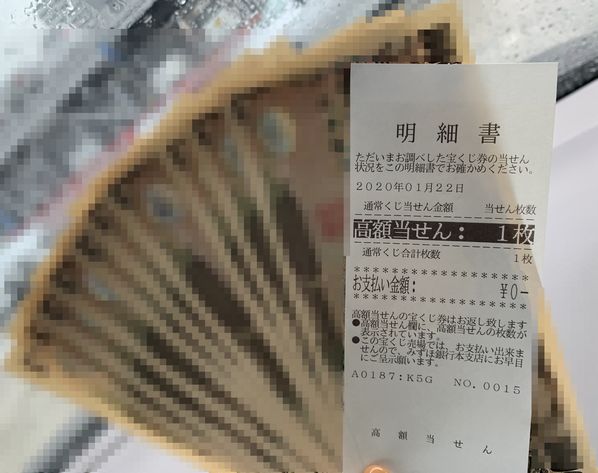 明細書
ただいまお調べした宝くじ券の当せん
状況をこの明細書でお確かめください。
2020年01月22日
通常くじ当せん金額 当せん枚数
高額当せん： 1枚
通常くじ合計枚数 1枚
******************
お支払い金額： ¥0－
******************
高額当せんの宝くじ券はお返し致します
●高額当せん欄に、高額当せんの枚数が
表示されています。
●この宝くじ売場では、お支払い出来ま
せんので、みずほ銀行本支店にお早目
にご呈示願います。
A0187:K5G NO.0015
高額当せん